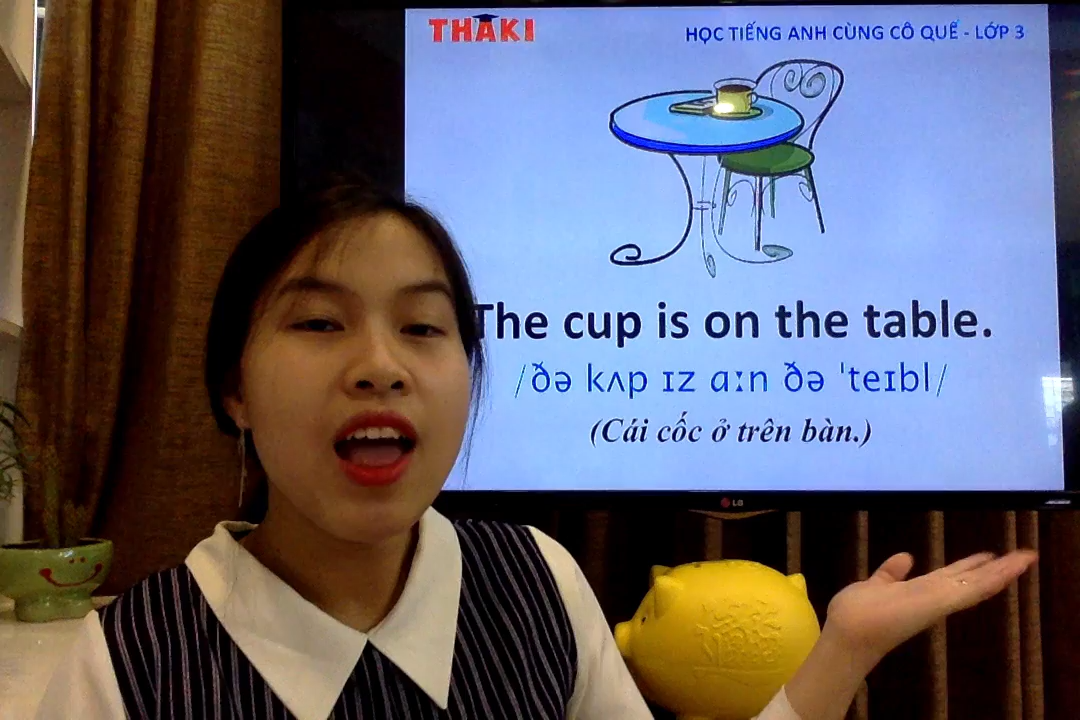 THAKI
HỌC TIẾNG ANH CÙNG CÔ QUẾ - LỚP 3
The cup is on the table.
/ðə kʌp ɪz ɑːn ðə ˈteɪbl/
(Cái cốc ở trên bàn.)
LG